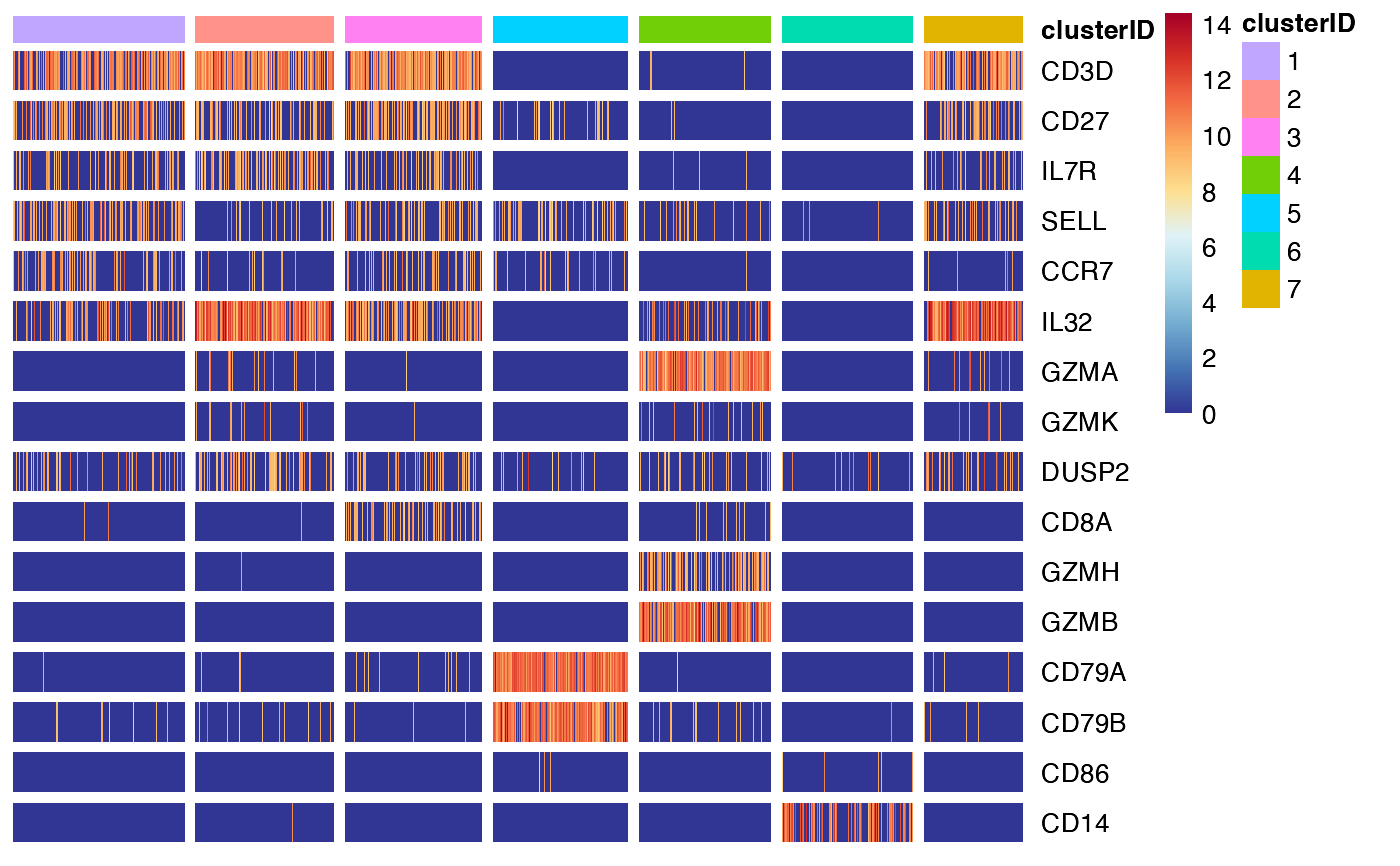 clusterID
CD3D
CD27
IL7R
SELL
CCR7
IL32
GZMA
GZMK
DUSP2
CD8A
GZMH
GZMB
CD79A
CD79B
CD86
CD14
14
12
10
8
6
4
2
0
clusterID
1
2
3
4
5
6
7